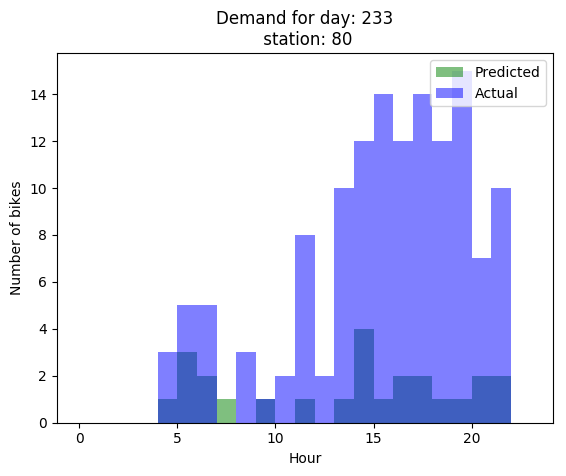 Demand for day: 233
station: 80
Predicted
Actual
Number of bikes
14
12
10
8
6
4
2
0
0 5 10 15 20
Hour